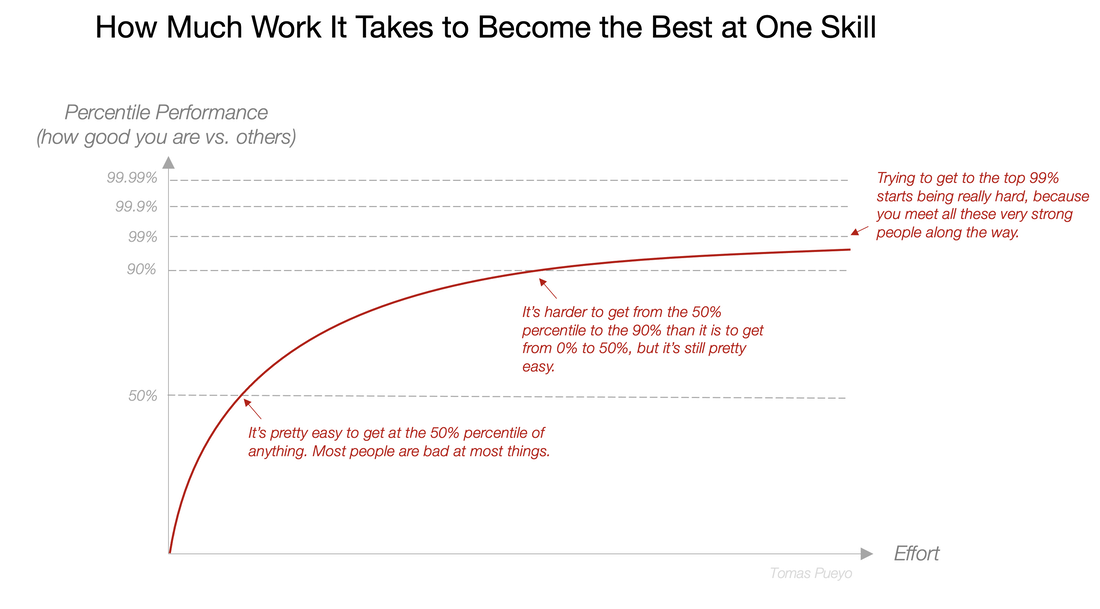 How Much Work It Takes to Become the Best at One Skill
Percentile Performance
(how good you are vs. others)
99.99%
99.9%
99%
90%
50%
Trying to get to the top 99%
starts being really hard, because
you meet all these very strong
people along the way.
It's harder to get from the 50%
percentile to the 90% than it is to get
from 0% to 50%, but it's still pretty
easy.
It's pretty easy to get at the 50% percentile of
anything. Most people are bad at most things.
Effort
Tomas Pueyo